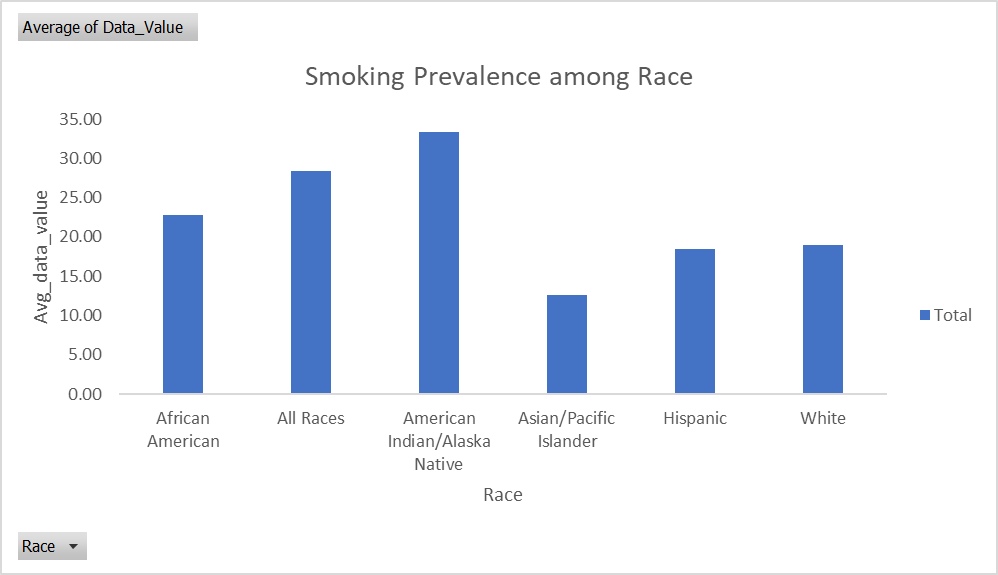 Average of Data_Value
Smoking Prevalence among Race
Avg_data_value
35.00
30.00
25.00
20.00
15.00
10.00
5.00
0.00
African
American
All Races
American
Indian/Alaska
Native
Asian/Pacific
Islander
Hispanic
White
Race
Total
Race